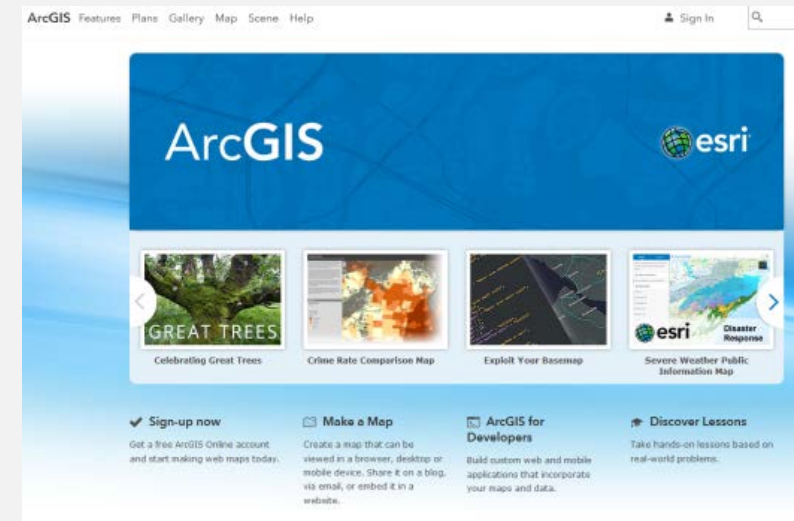 ArcGIS Features Plans Gallery Map Scene Help Sign In
ArcGIS
esri
GREAT TREES
esri Disaster
Response
Celebrating Great Trees
Crime Rate Comparison Map
Exploit Your Basemap
Severe Weather Public
Information Map
Sign-up now
Get a free ArcGIS Online account
and start making web maps today.
Make a Map
Create a map that can be
viewed in a browser, desktop or
mobile device. Share it on a blog,
via email, or embed it in a
website.
ArcGIS for
Developers
Build custom web and mobile
applications that incorporate
your maps and data.
Discover Lessons
Take hands-on lessons based on
real-world problems.